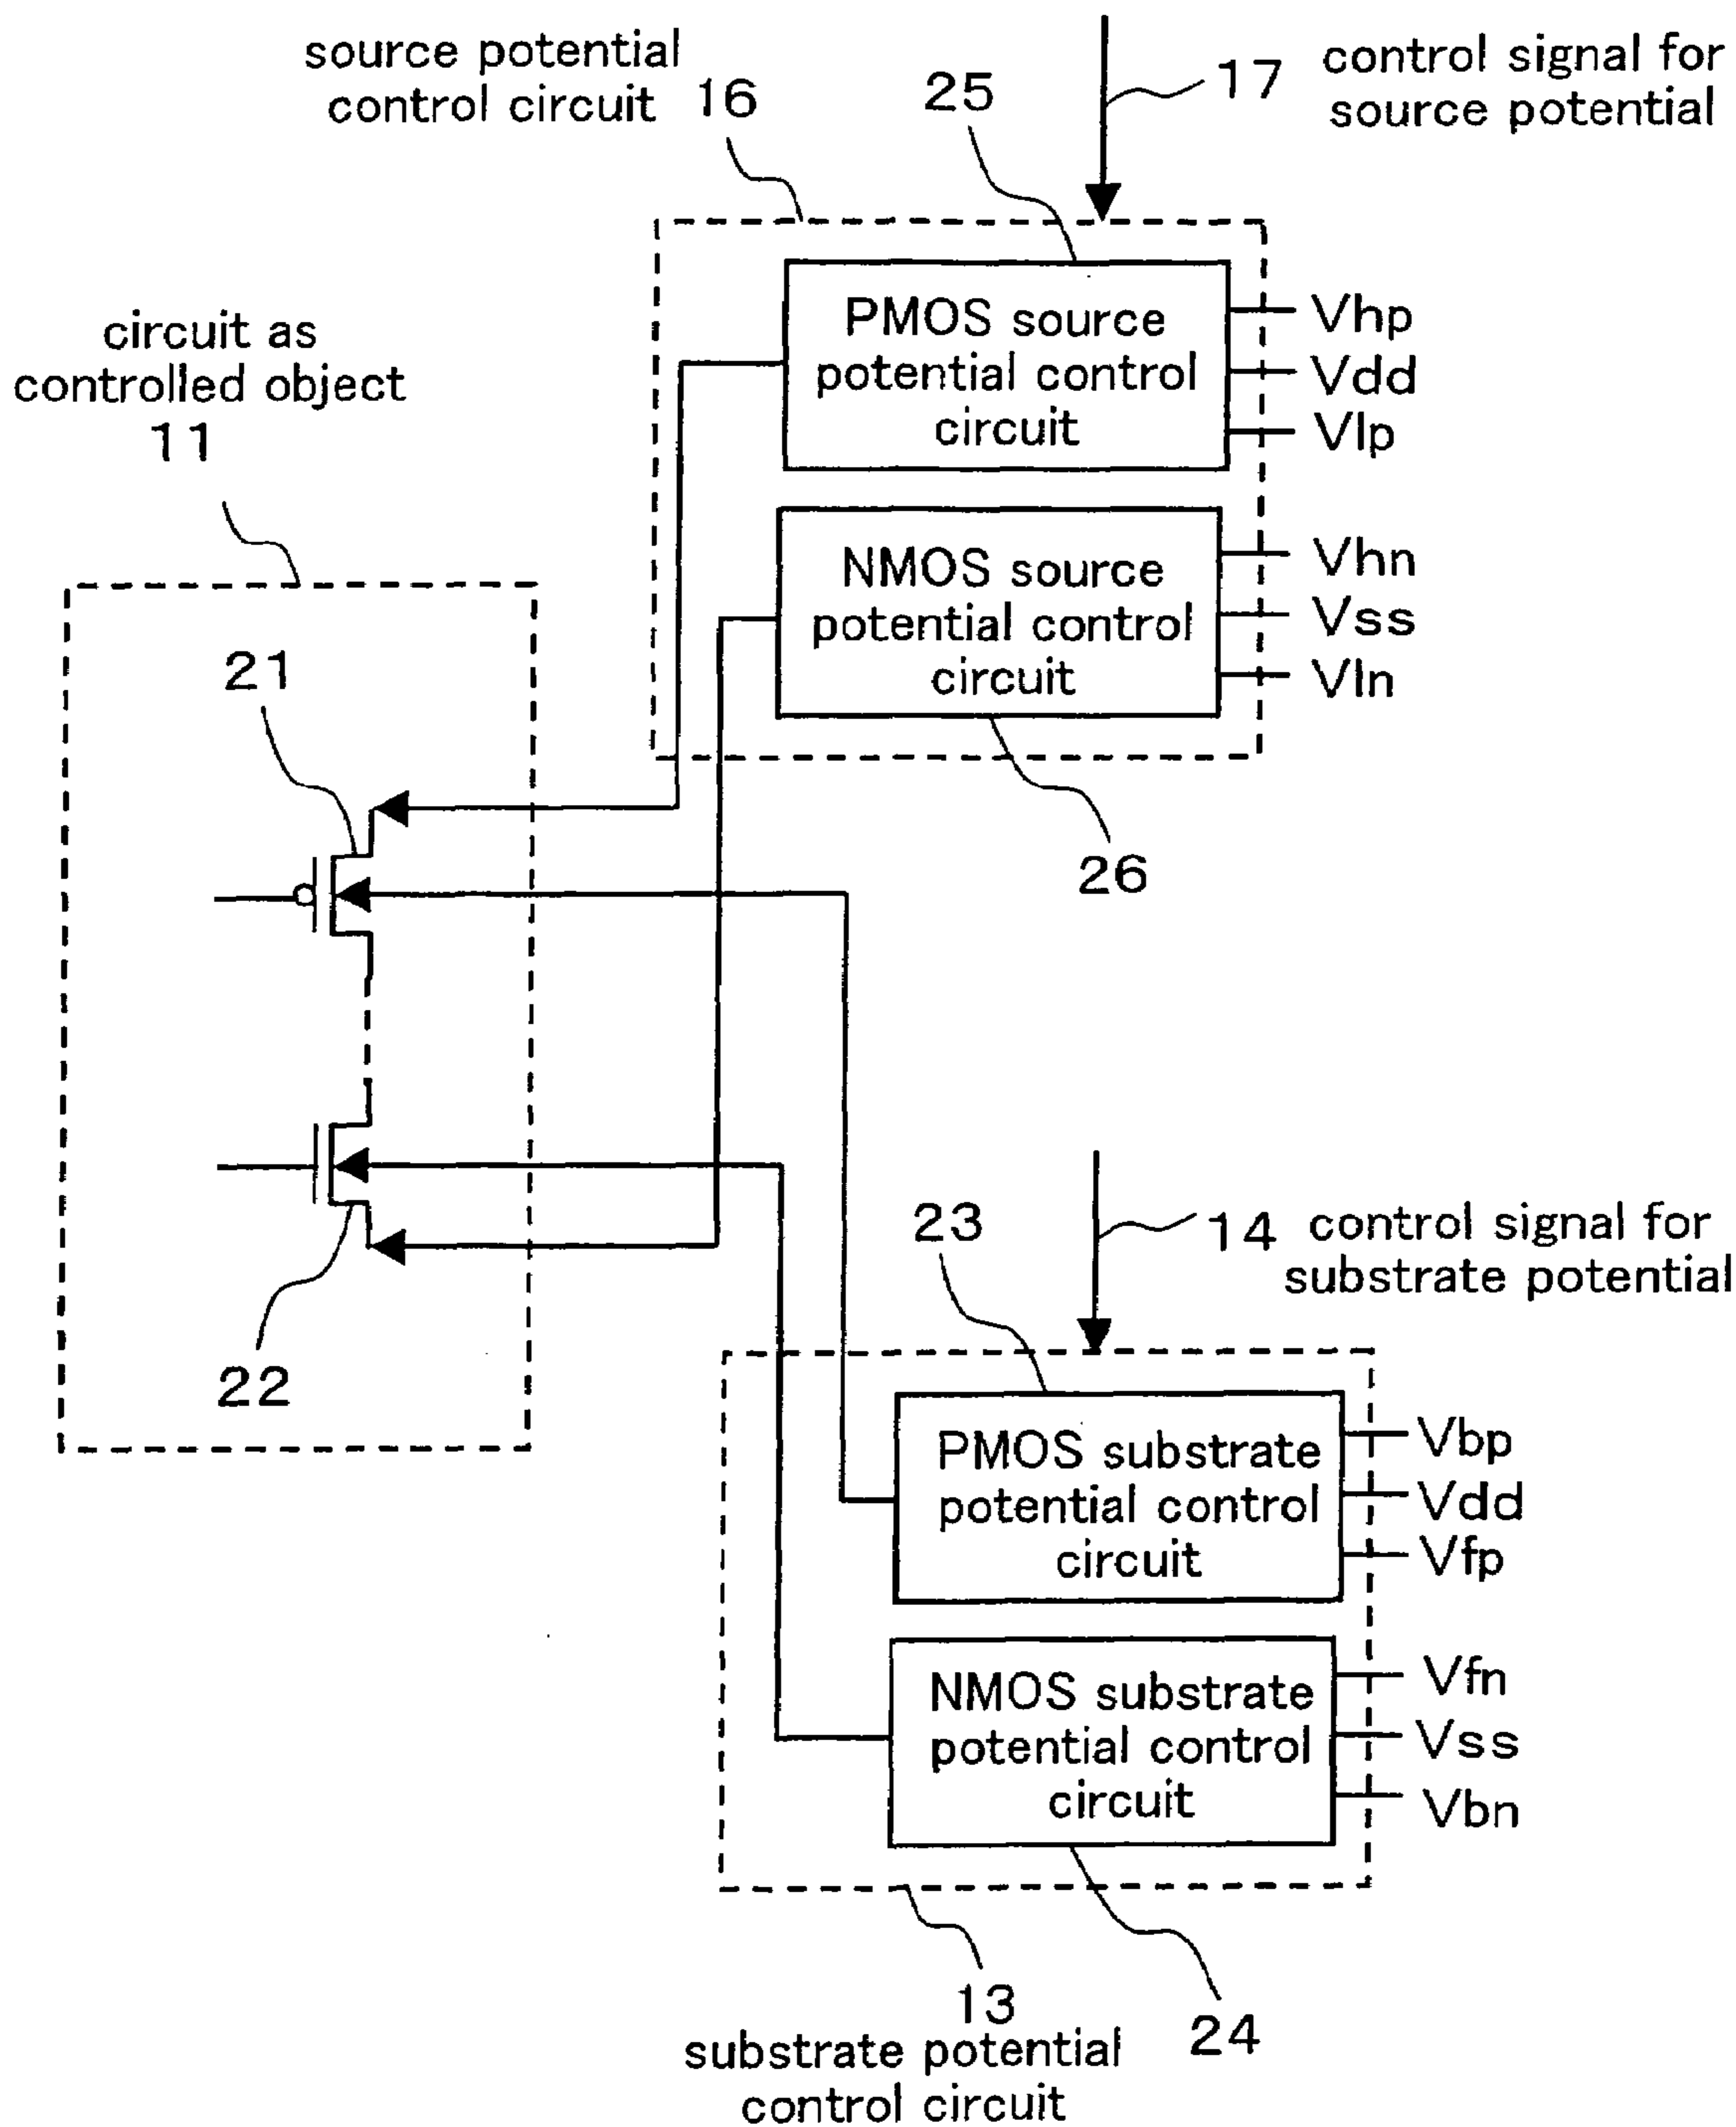 source potential
control circuit 16
25
17
control signal for
source potential
PMOS source
potential control
circuit
Vhp
Vdd
Vlp
circuit as
controlled object
11
NMOS source
potential control
circuit
Vhn
Vss
Vln
21
26
22
23
14
control signal for
substrate potential
PMOS substrate
potential control
circuit
Vbp
Vdd
Vfp
NMOS substrate
potential control
circuit
Vfn
Vss
Vbn
13
substrate potential
control circuit
24